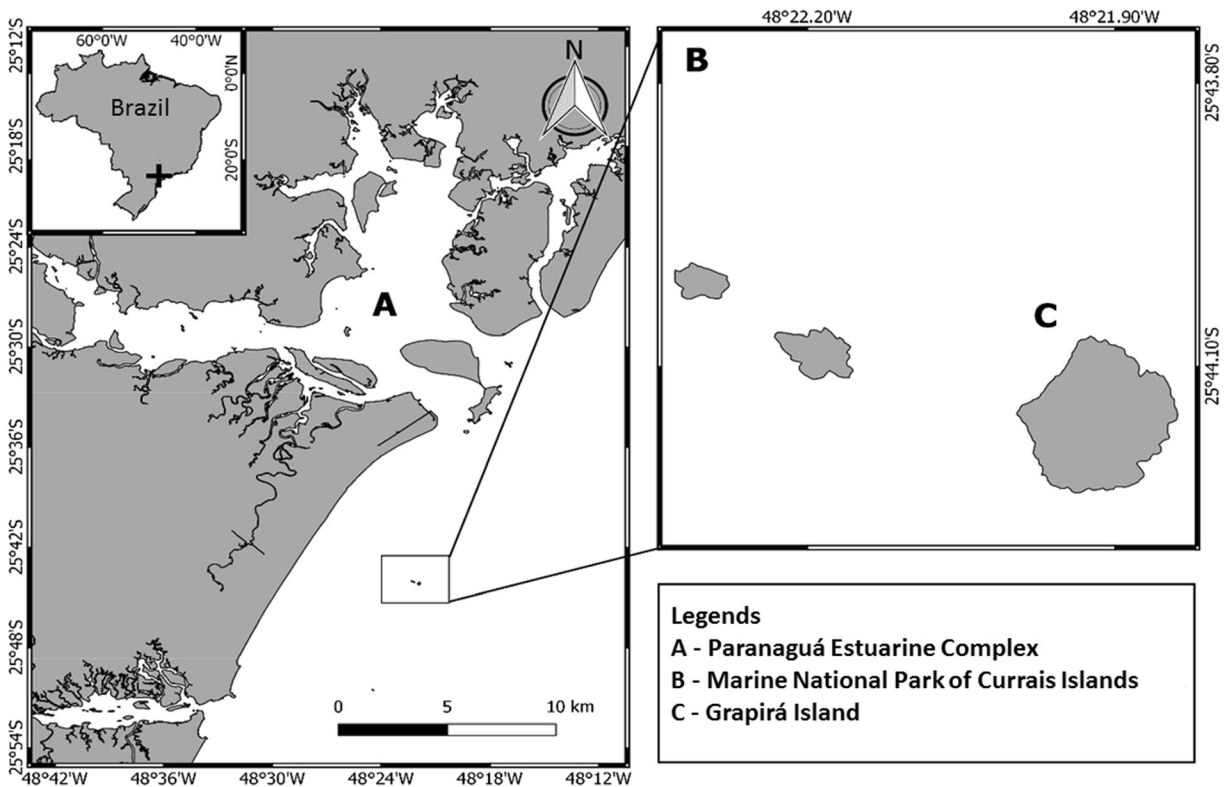 60°0'W 40°0'W
0°0'N
20°0'S
Brazil
N
25°12'S
25°18'S
25°24'S
25°30'S
25°36'S
25°42'S
25°48'S
25°54'S
A
0 5 10 km
48°42'W 48°36'W 48°30'W 48°24'W 48°18'W 48°12'W
48°22.20'W 48°21.90'W
B
25°43.80'S
C
25°44.10'S
Legends
A - Paranaguá Estuarine Complex
B - Marine National Park of Currais Islands
C - Grapirá Island